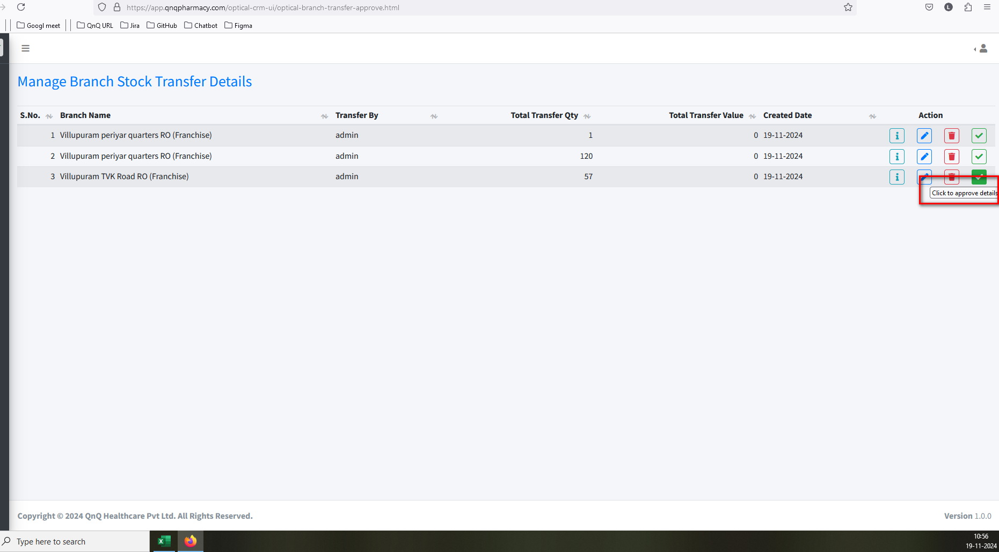 https://app.qnqpharmacy.com/optical-crm-ui/optical-branch-transfer-approve.html
L
Googl meet QnQ URL Jira GitHub Chatbot Figma
Manage Branch Stock Transfer Details
S.No. Branch Name Transfer By Total Transfer Qty Total Transfer Value Created Date Action
1 Villupuram periyar quarters RO (Franchise) admin 1 0 19-11-2024
2 Villupuram periyar quarters RO (Franchise) admin 120 0 19-11-2024
3 Villupuram TVK Road RO (Franchise) admin 57 0 19-11-2024
Click to approve details
Copyright © 2024 QnQ Healthcare Pvt Ltd. All Rights Reserved. Version 1.0.0
Type here to search
10:56
19-11-2024